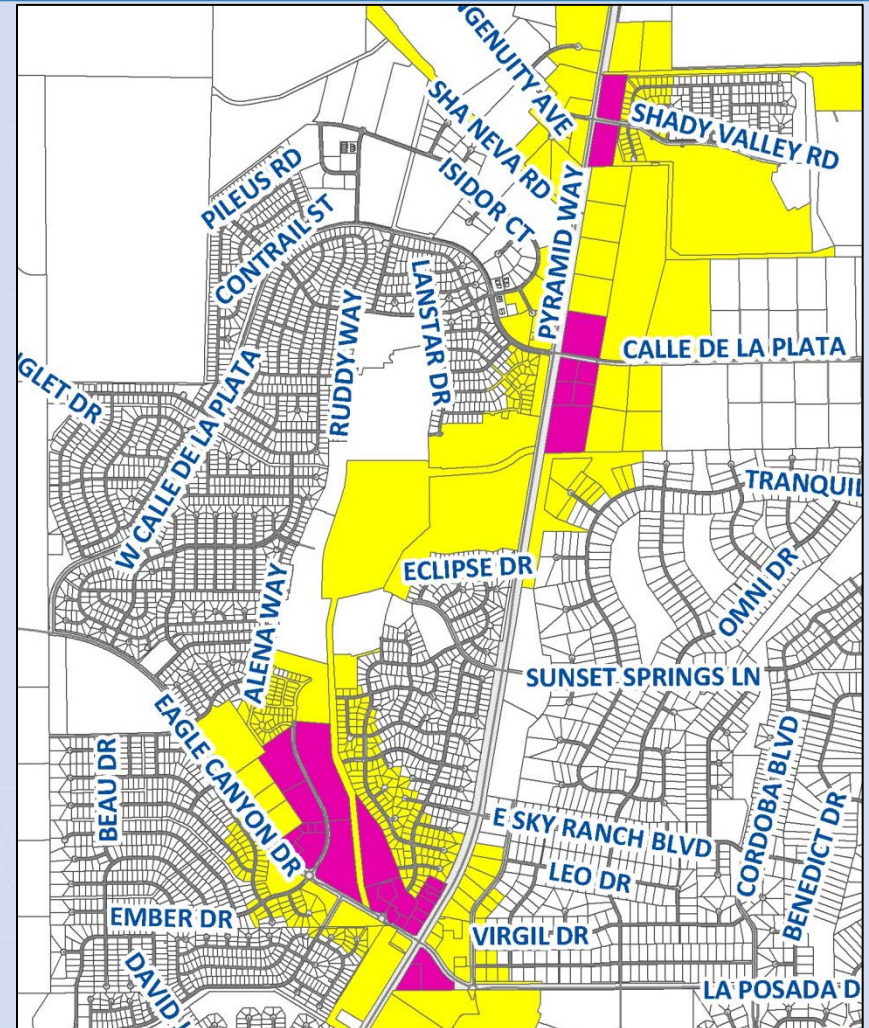 INGENUITY AVE
SHA NEVA RD
SHADY VALLEY RD
PILEUS RD
ISIDOR CT
CONTRAIL ST
PYRAMID WAY
LANSTAR DR
RUDDY WAY
CALLE DE LA PLATA
IGLET DR
W CALLE DE LA PLATA
TRANQUIL
ECLIPSE DR
OMNI DR
ALENA WAY
SUNSET SPRINGS LN
EAGLE CANYON DR
BEAU DR
CORDOBA BLVD
E SKY RANCH BLVD
BENEDICT DR
LEO DR
EMBER DR
VIRGIL DR
DAVID
LA POSADA D